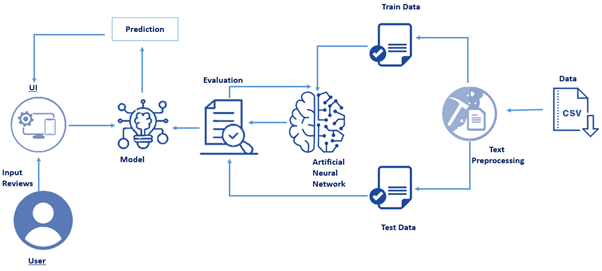 Train Data
Prediction
UI
Evaluation
Data
CSV
Model
Artificial
Neural
Network
Text
Preprocessing
Input
Reviews
Test Data
User